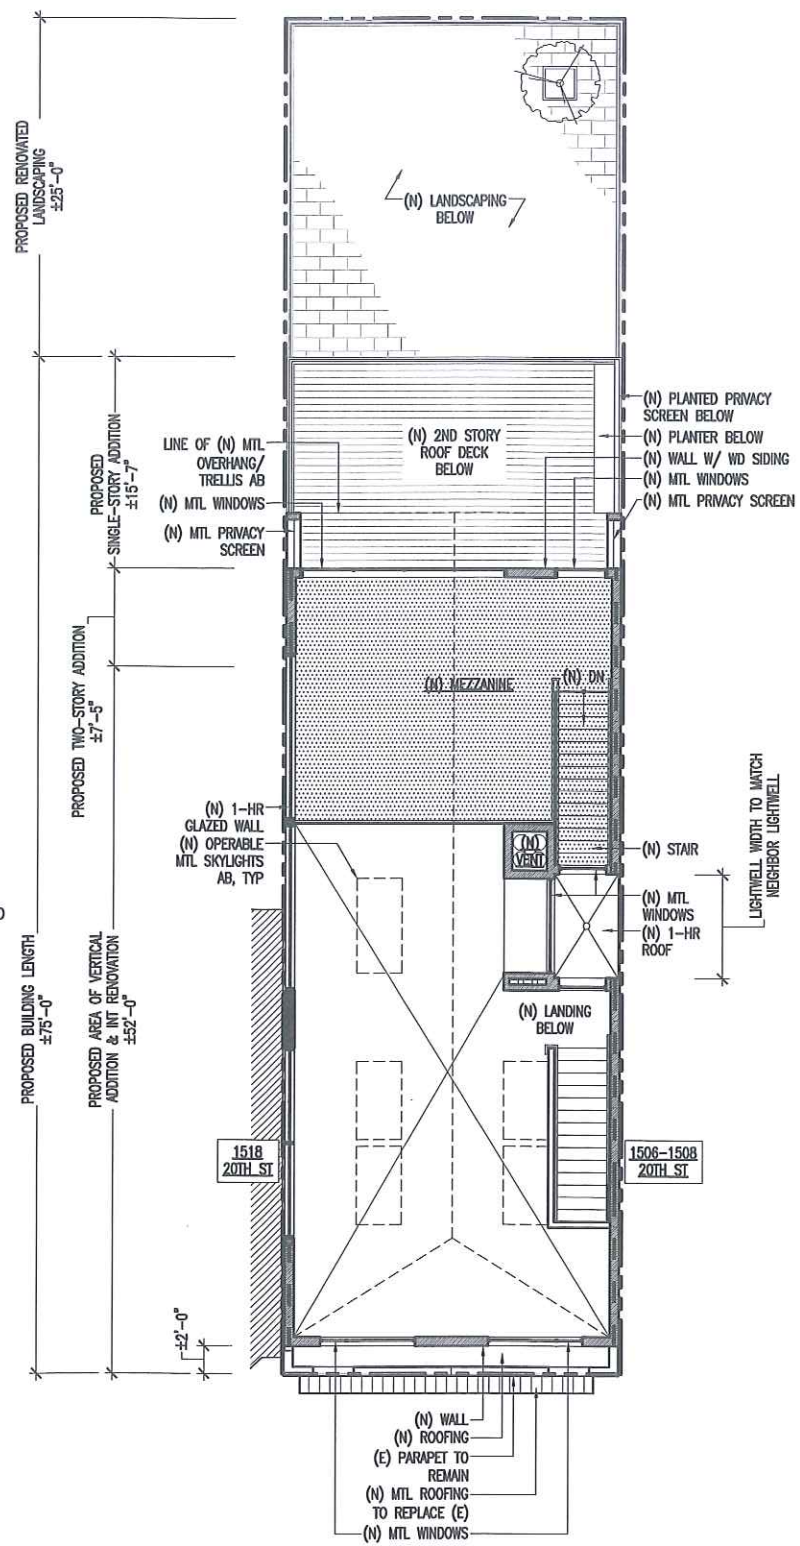 PROPOSED RENOVATED
LANDSCAPING
±25'-0"
(N) LANDSCAPING
BELOW
PROPOSED
SINGLE-STORY ADDITION
±15'-7"
LINE OF (N) MTL
OVERHANG/
TRELLIS AB
(N) MTL WINDOWS
(N) MTL PRIVACY
SCREEN
(N) 2ND STORY
ROOF DECK
BELOW
(N) PLANTED PRIVACY
SCREEN BELOW
(N) PLANTER BELOW
(N) WALL W/ WD SIDING
(N) MTL WINDOWS
(N) MTL PRIVACY SCREEN
PROPOSED TWO-STORY ADDITION
±7'-5"
(N) MEZZANINE
(N) DN
(N) 1-HR
GLAZED WALL
(N) OPERABLE
MTL SKYLIGHTS
AB, TYP
(N)
VENT
(N) STAIR
(N) MTL
WINDOWS
(N) 1-HR
ROOF
LIGHTWELL WIDTH TO MATCH
NEIGHBOR LIGHTWELL
PROPOSED BUILDING LENGTH
±75'-0"
PROPOSED AREA OF VERTICAL
ADDITION & INT RENOVATION
±52'-0"
(N) LANDING
BELOW
1518
20TH ST
1506-1508
20TH ST
±2'-0"
(N) WALL
(N) ROOFING
(E) PARAPET TO
REMAIN
(N) MTL ROOFING
TO REPLACE (E)
(N) MTL WINDOWS